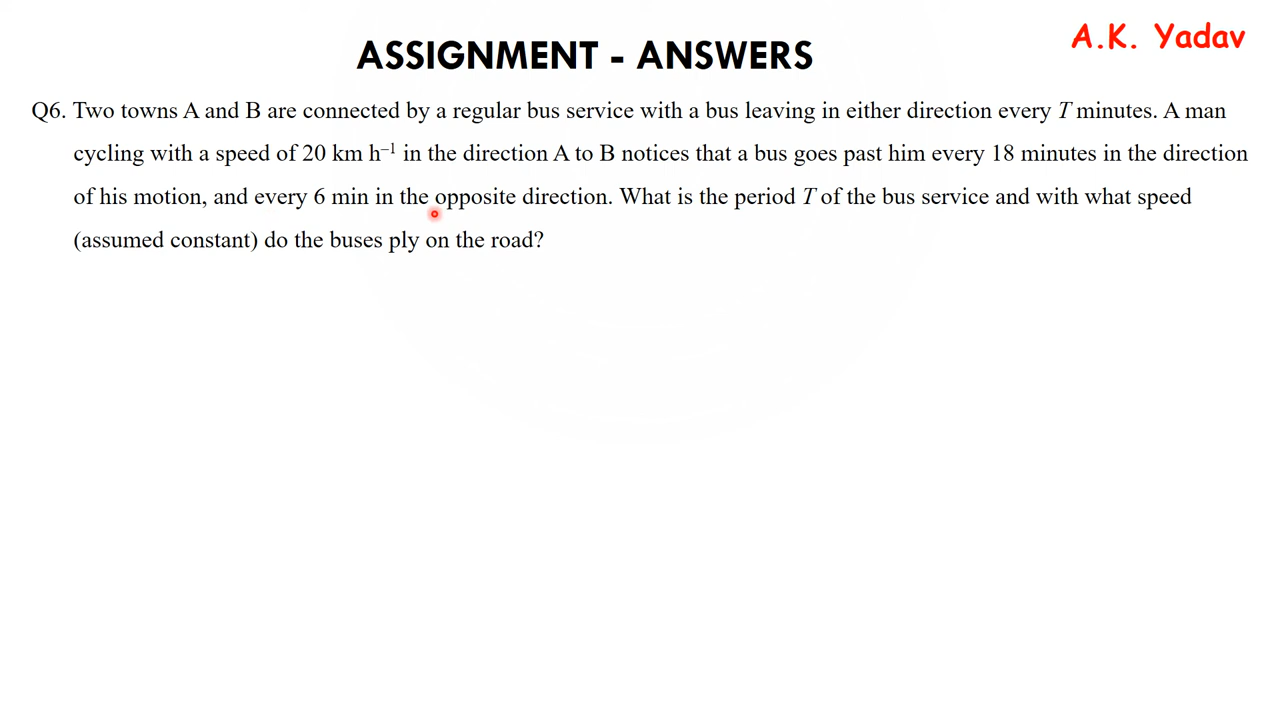 A.K. Yadav
ASSIGNMENT - ANSWERS
Q6. Two towns A and B are connected by a regular bus service with a bus leaving in either direction every T minutes. A man
cycling with a speed of 20 km h⁻¹ in the direction A to B notices that a bus goes past him every 18 minutes in the direction
of his motion, and every 6 min in the opposite direction. What is the period T of the bus service and with what speed
(assumed constant) do the buses ply on the road?